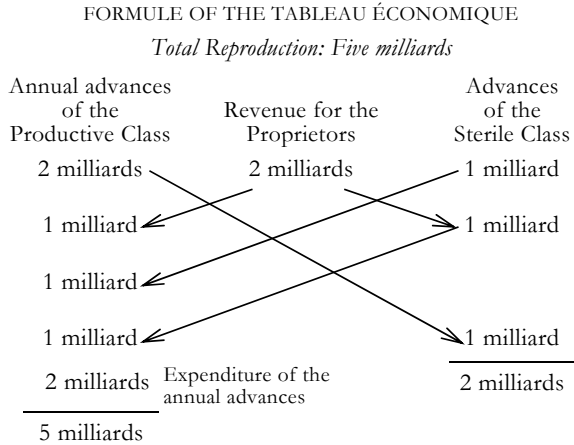 FORMULE OF THE TABLEAU ÉCONOMIQUE
Total Reproduction: Five milliards
Annual advances
of the
Productive Class
Revenue for the
Proprietors
Advances
of the
Sterile Class
2 milliards
2 milliards
1 milliard
1 milliard
1 milliard
1 milliard
1 milliard
1 milliard
2 milliards
Expenditure of the
annual advances
2 milliards
5 milliards